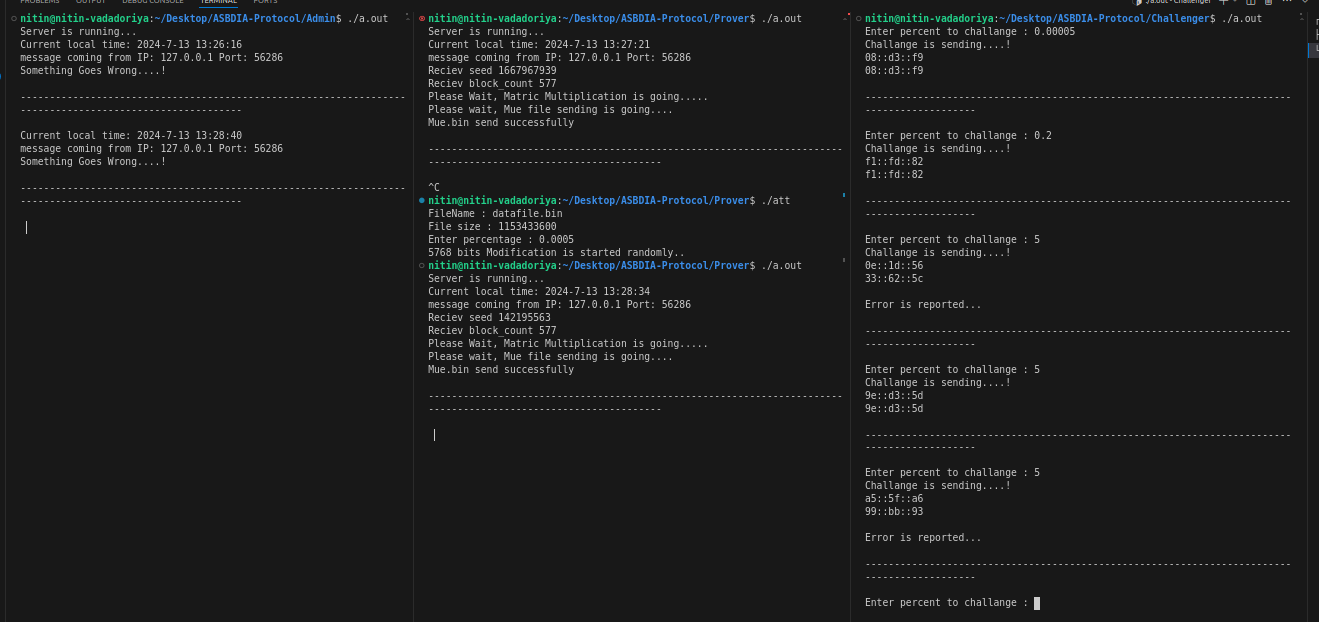 PROBLEMS OUTPUT DEBUG CONSOLE TERMINAL PORTS
./a.out - Challenger
nitin@nitin-vadadoriya:~/Desktop/ASBDIA-Protocol/Admin$ ./a.out
Server is running...
Current local time: 2024-7-13 13:26:16
message coming from IP: 127.0.0.1 Port: 56286
Something Goes Wrong....!
------------------------------------------------------------------
--------------------------------------
Current local time: 2024-7-13 13:28:40
message coming from IP: 127.0.0.1 Port: 56286
Something Goes Wrong....!
------------------------------------------------------------------
--------------------------------------
nitin@nitin-vadadoriya:~/Desktop/ASBDIA-Protocol/Prover$ ./a.out
Server is running...
Current local time: 2024-7-13 13:27:21
message coming from IP: 127.0.0.1 Port: 56286
Reciev seed 1667967939
Reciev block_count 577
Please Wait, Matric Multiplication is going.....
Please wait, Mue file sending is going....
Mue.bin send successfully
-----------------------------------------------------------------------
----------------------------------------
^C
nitin@nitin-vadadoriya:~/Desktop/ASBDIA-Protocol/Prover$ ./att
FileName : datafile.bin
File size : 1153433600
Enter percentage : 0.0005
5768 bits Modification is started randomly..
nitin@nitin-vadadoriya:~/Desktop/ASBDIA-Protocol/Prover$ ./a.out
Server is running...
Current local time: 2024-7-13 13:28:34
message coming from IP: 127.0.0.1 Port: 56286
Reciev seed 142195563
Reciev block_count 577
Please Wait, Matric Multiplication is going.....
Please wait, Mue file sending is going....
Mue.bin send successfully
-----------------------------------------------------------------------
----------------------------------------
nitin@nitin-vadadoriya:~/Desktop/ASBDIA-Protocol/Challenger$ ./a.out
Enter percent to challange : 0.00005
Challange is sending....!
08::d3::f9
08::d3::f9
-------------------------------------------------------------------------
-------------------
Enter percent to challange : 0.2
Challange is sending....!
f1::fd::82
f1::fd::82
-------------------------------------------------------------------------
-------------------
Enter percent to challange : 5
Challange is sending....!
0e::1d::56
33::62::5c
Error is reported...
-------------------------------------------------------------------------
-------------------
Enter percent to challange : 5
Challange is sending....!
9e::d3::5d
9e::d3::5d
-------------------------------------------------------------------------
-------------------
Enter percent to challange : 5
Challange is sending....!
a5::5f::a6
99::bb::93
Error is reported...
-------------------------------------------------------------------------
-------------------
Enter percent to challange :